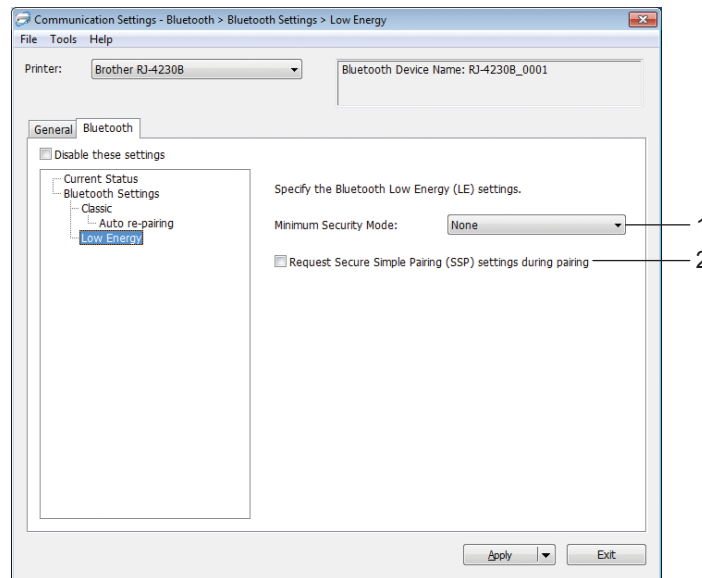 Communication Settings - Bluetooth > Bluetooth Settings > Low Energy
File Tools Help
Printer: Brother RJ-4230B Bluetooth Device Name: RJ-4230B_0001
General Bluetooth
Disable these settings
Current Status
Bluetooth Settings
Classic
Auto re-pairing
Low Energy
Specify the Bluetooth Low Energy (LE) settings.
Minimum Security Mode: None 1
Request Secure Simple Pairing (SSP) settings during pairing 2
Apply Exit